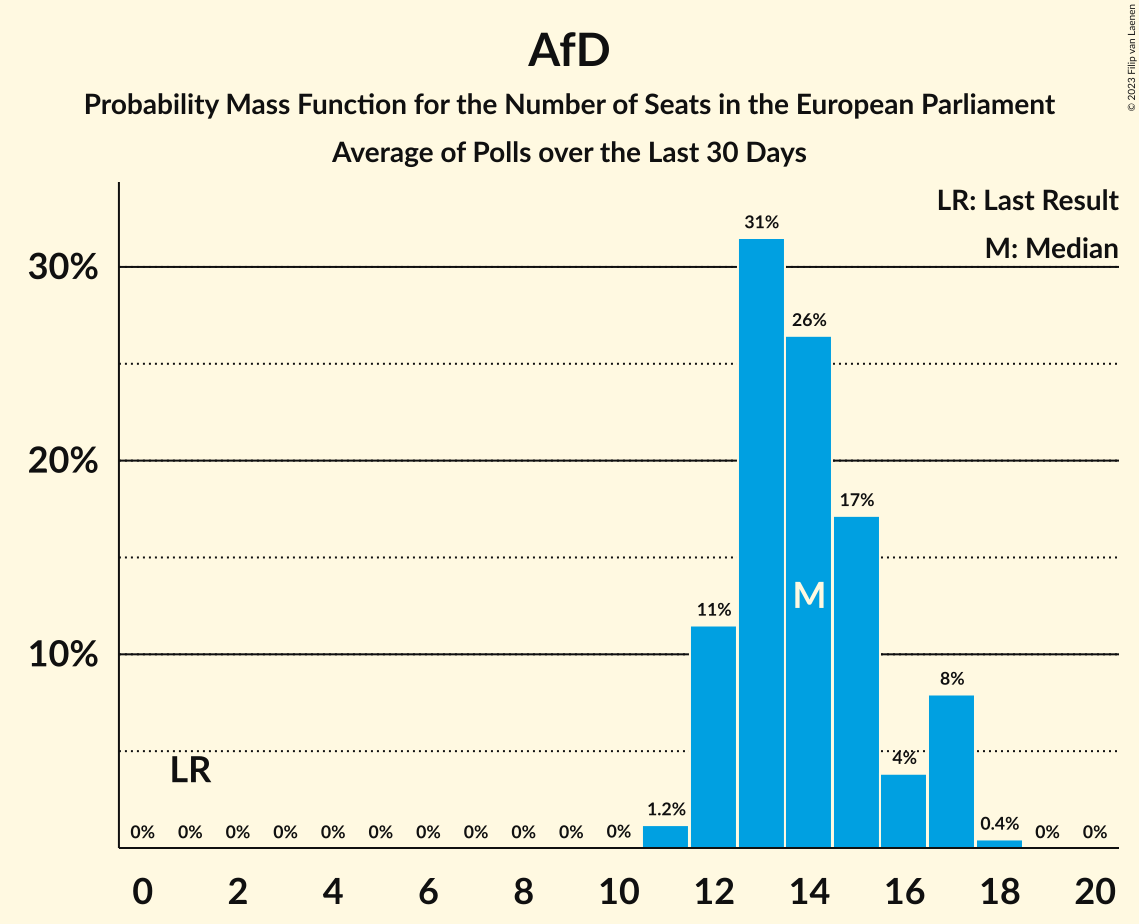 AfD
Probability Mass Function for the Number of Seats in the European Parliament
Average of Polls over the Last 30 Days
© 2023 Filip van Laenen
LR: Last Result
M: Median
30%
20%
10%
31%
26%
17%
11%
8%
4%
1.2%
0.4%
M
LR
0% 0% 0% 0% 0% 0% 0% 0% 0% 0% 0% 0% 0%
0 2 4 6 8 10 12 14 16 18 20